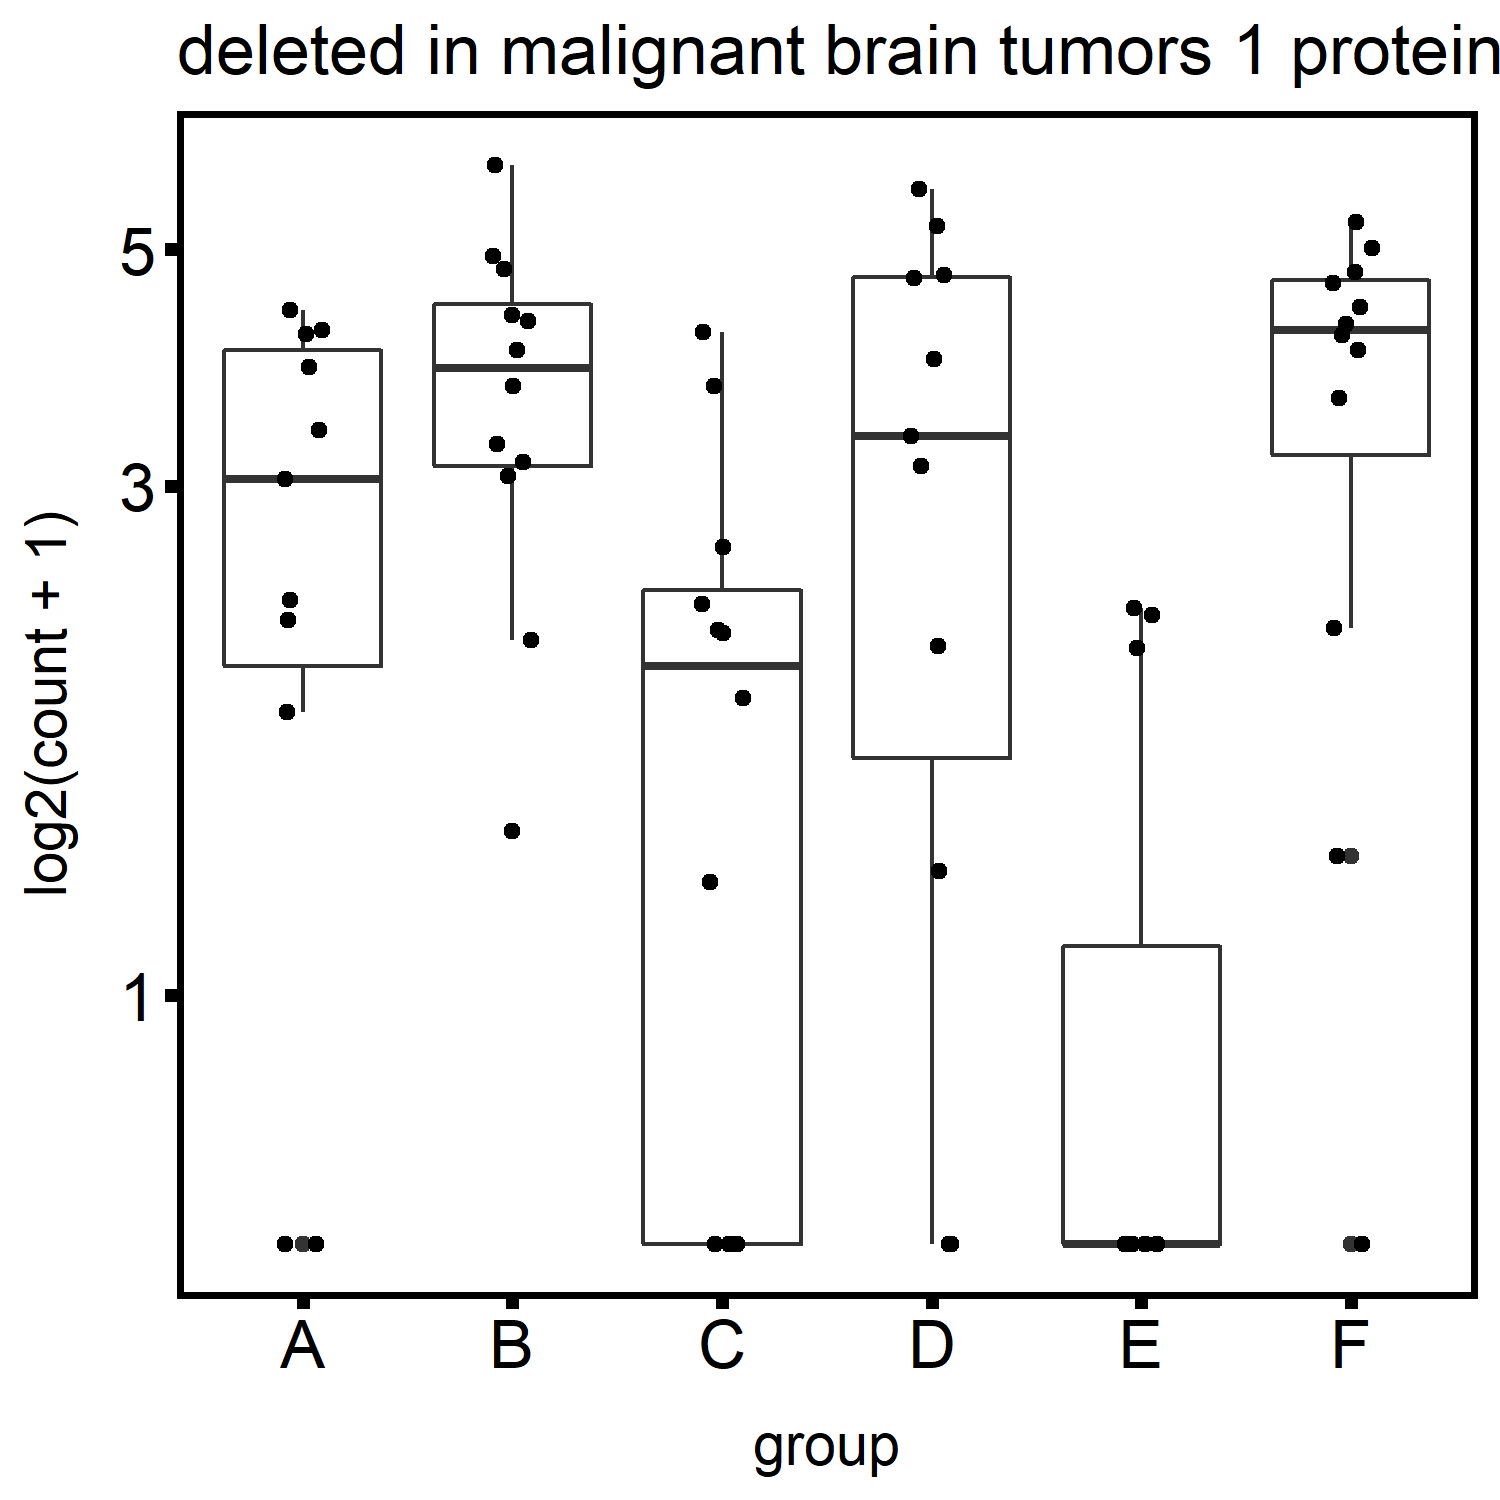 deleted in malignant brain tumors 1 protein
log2(count + 1)
5
3
1
A B C D E F
group